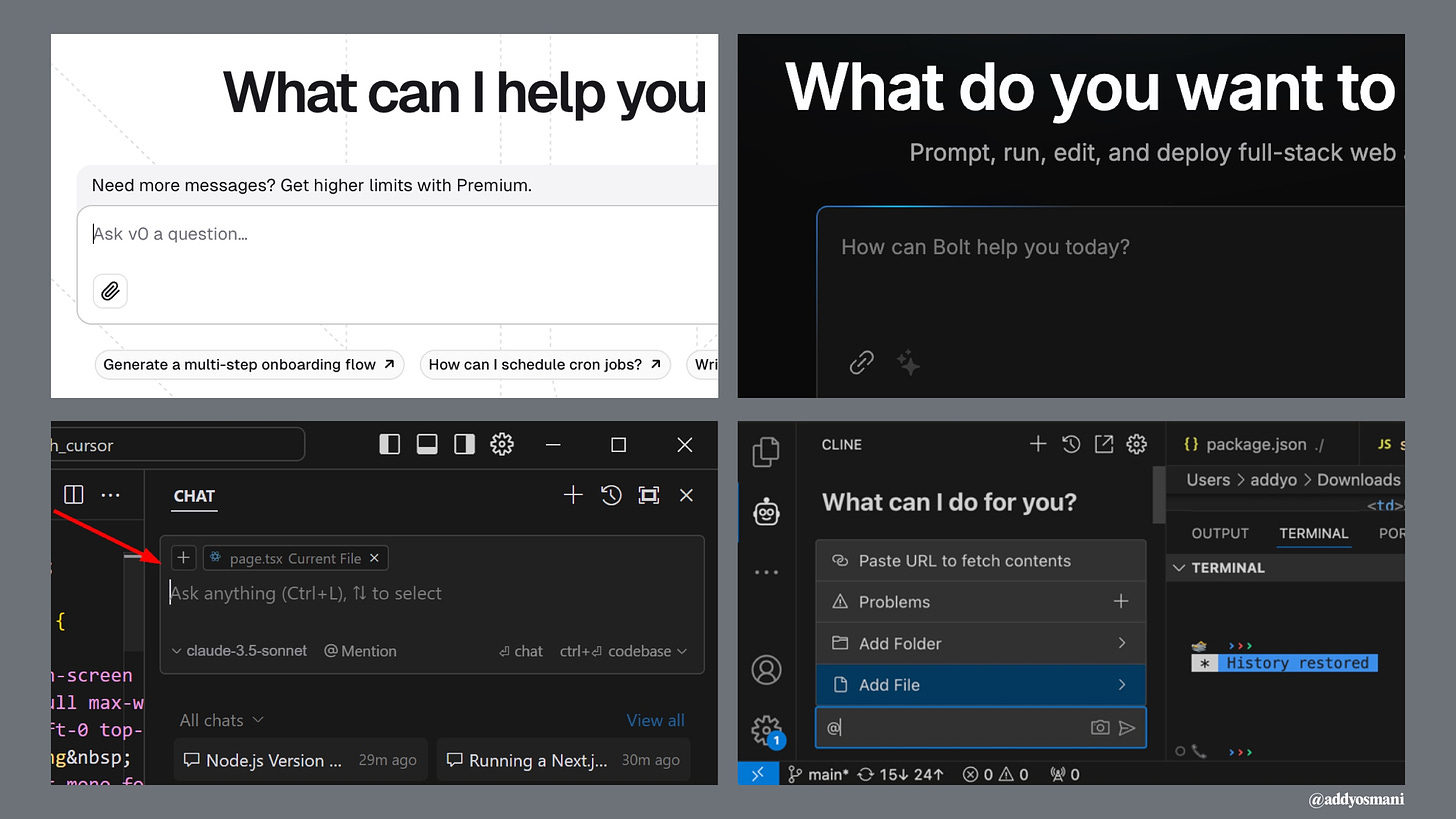 What can I help you
Need more messages? Get higher limits with Premium.
Ask v0 a question...
Generate a multi-step onboarding flow
How can I schedule cron jobs?
Wri
What do you want to
Prompt, run, edit, and deploy full-stack web
How can Bolt help you today?
h_cursor
CHAT
page.tsx Current File
Ask anything (Ctrl+L), ⇅ to select
claude-3.5-sonnet @ Mention ⏎ chat ctrl+⏎ codebase
{
n-screen
ull max-w
ft-0 top-
ng&nbsp;
All chats View all
Node.js Version ... 29m ago
Running a Next.j... 30m ago
CLINE
What can I do for you?
Paste URL to fetch contents
Problems
Add Folder
Add File
@
1
{} package.json ./ JS s
Users > addyo > Downloads
<td>
OUTPUT TERMINAL POR
TERMINAL
›››
* History restored
›››
main* 15↓ 24↑ 0 0 0
@addyosmani